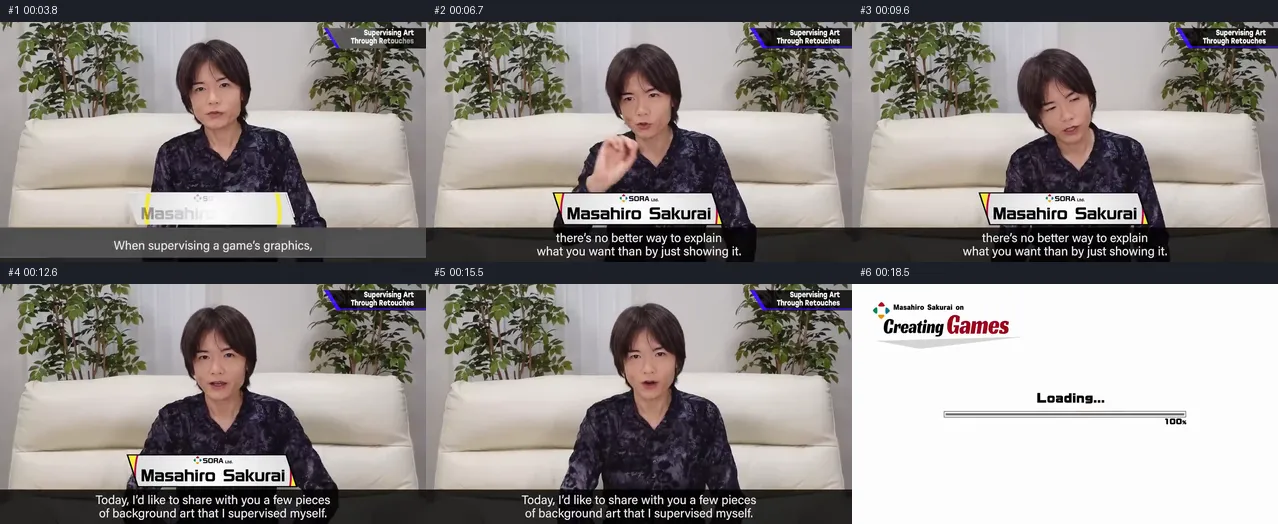 #1 00:03.8
Supervising Art
Through Retouches
Masahir
When supervising a game's graphics,
#2 00:06.7
Supervising Art
Through Retouches
SORA Ltd.
Masahiro Sakurai
there's no better way to explain
what you want than by just showing it.
#3 00:09.6
Supervising Art
Through Retouches
SORA Ltd.
Masahiro Sakurai
there's no better way to explain
what you want than by just showing it.
#4 00:12.6
Supervising Art
Through Retouches
SORA Ltd.
Masahiro Sakurai
Today, I'd like to share with you a few pieces
of background art that I supervised myself.
#5 00:15.5
Supervising Art
Through Retouches
Today, I'd like to share with you a few pieces
of background art that I supervised myself.
#6 00:18.5
Masahiro Sakurai on
Creating Games
Loading...
100%